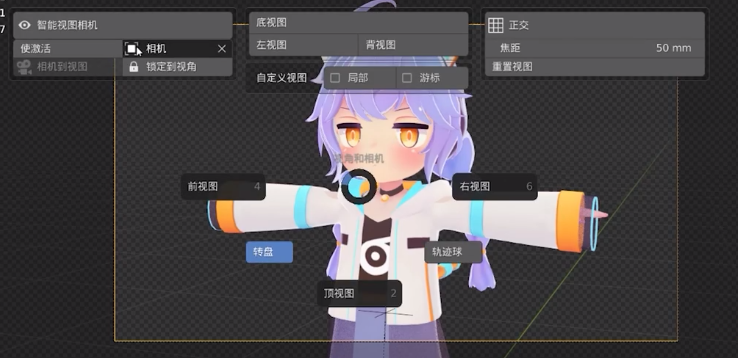 1
7
智能视图相机
使激活 相机
相机到视图 锁定到视角
底视图
左视图 背视图
自定义视图 局部 游标
正交
焦距 50 mm
重置视图
视角和相机
前视图 4
右视图 6
转盘
轨迹球
顶视图 2